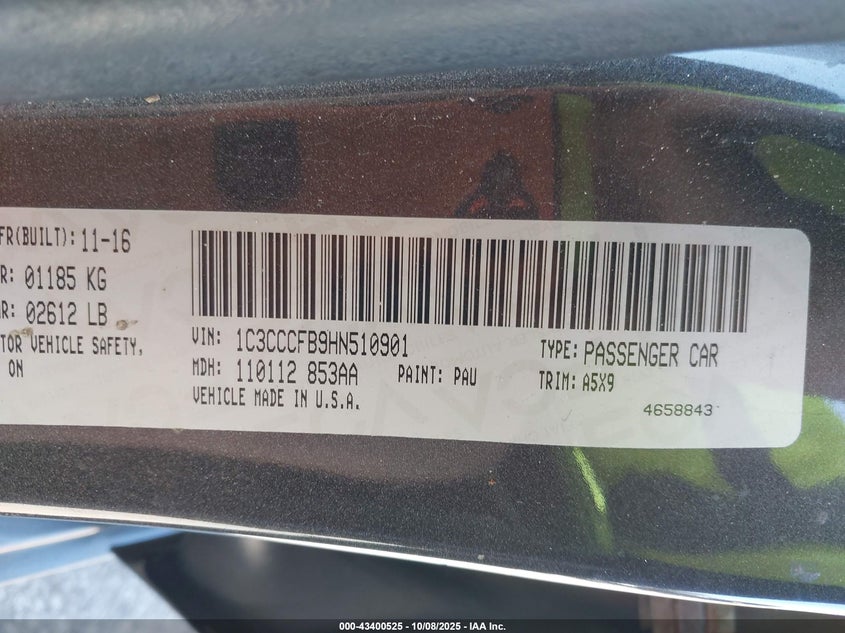 FR(BUILT): 11-16
R: 01185 KG
R: 02612 LB
TOR VEHICLE SAFETY,
ON
VIN: 1C3CCCFB9HN510901
TYPE: PASSENGER CAR
MDH: 110112 853AA
PAINT: PAU
TRIM: A5X9
VEHICLE MADE IN U.S.A.
4658843
000-43400525 - 10/08/2025 - IAA Inc.